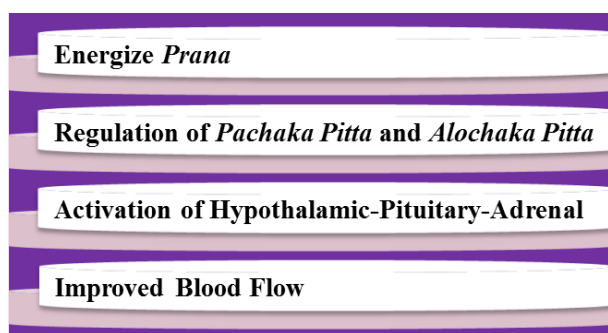 Energize Prana
Regulation of Pachaka Pitta and Alochaka Pitta
Activation of Hypothalamic-Pituitary-Adrenal
Improved Blood Flow